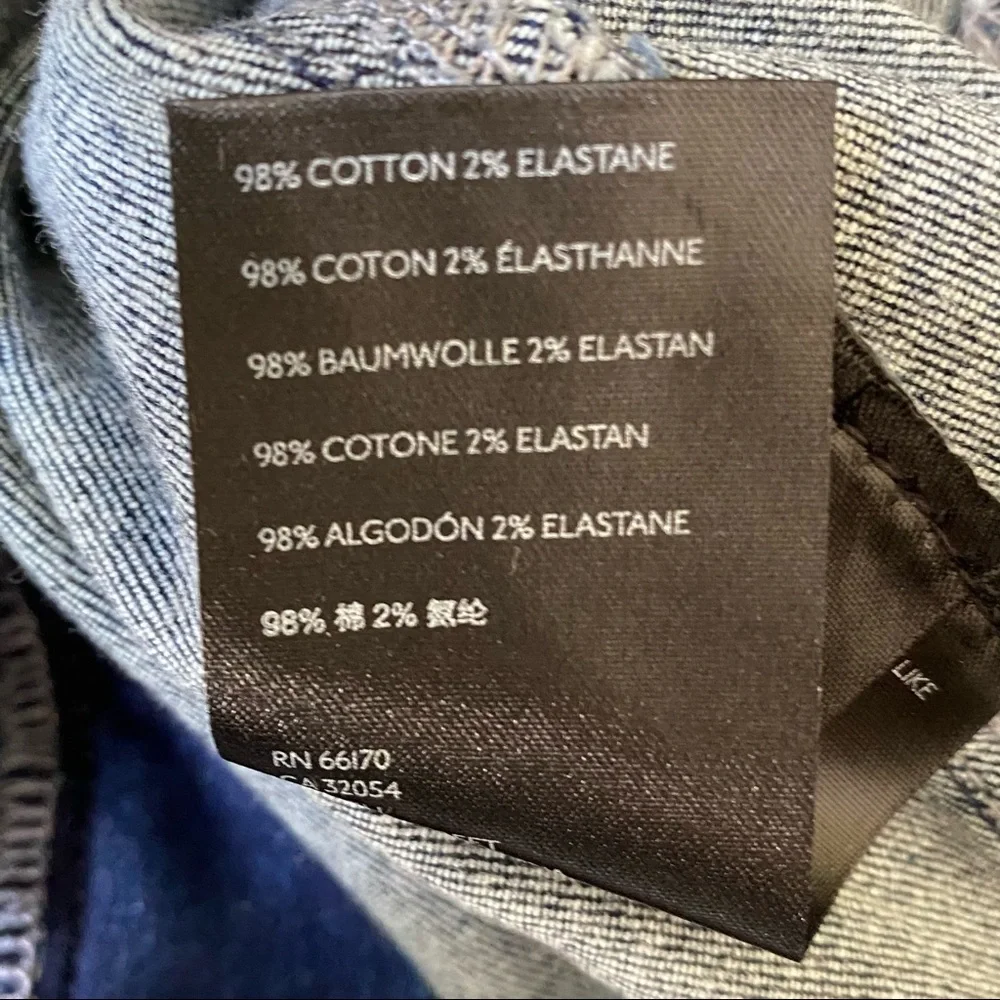 98% COTTON 2% ELASTANE
98% COTON 2% ÉLASTHANNE
98% BAUMWOLLE 2% ELASTAN
98% COTONE 2% ELASTAN
98% ALGODÓN 2% ELASTANE
98% 棉 2% 氨纶
RN 66170
CA 32054
LIKE